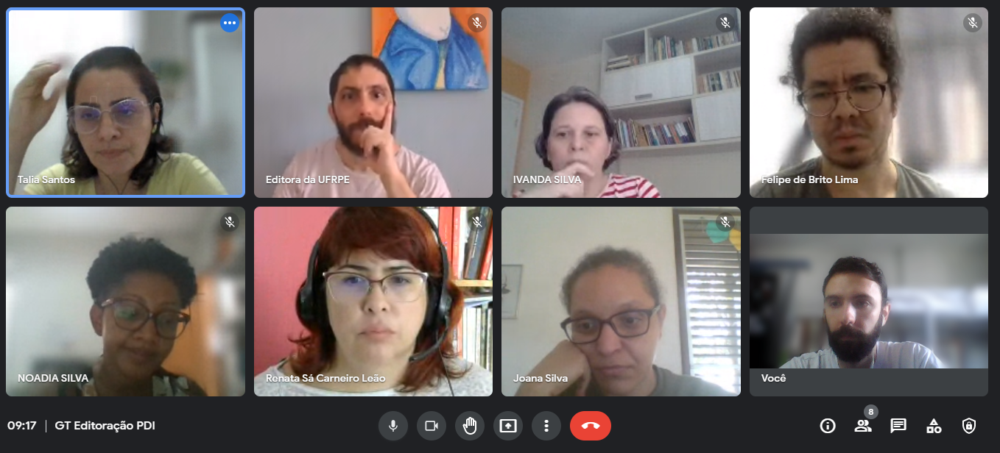 Talia Santos
Editora da UFRPE
IVANDA SILVA
Felipe de Brito Lima
NOADIA SILVA
Renata Sá Carneiro Leão
Joana Silva
Você
09:17 | GT Editoração PDI
8